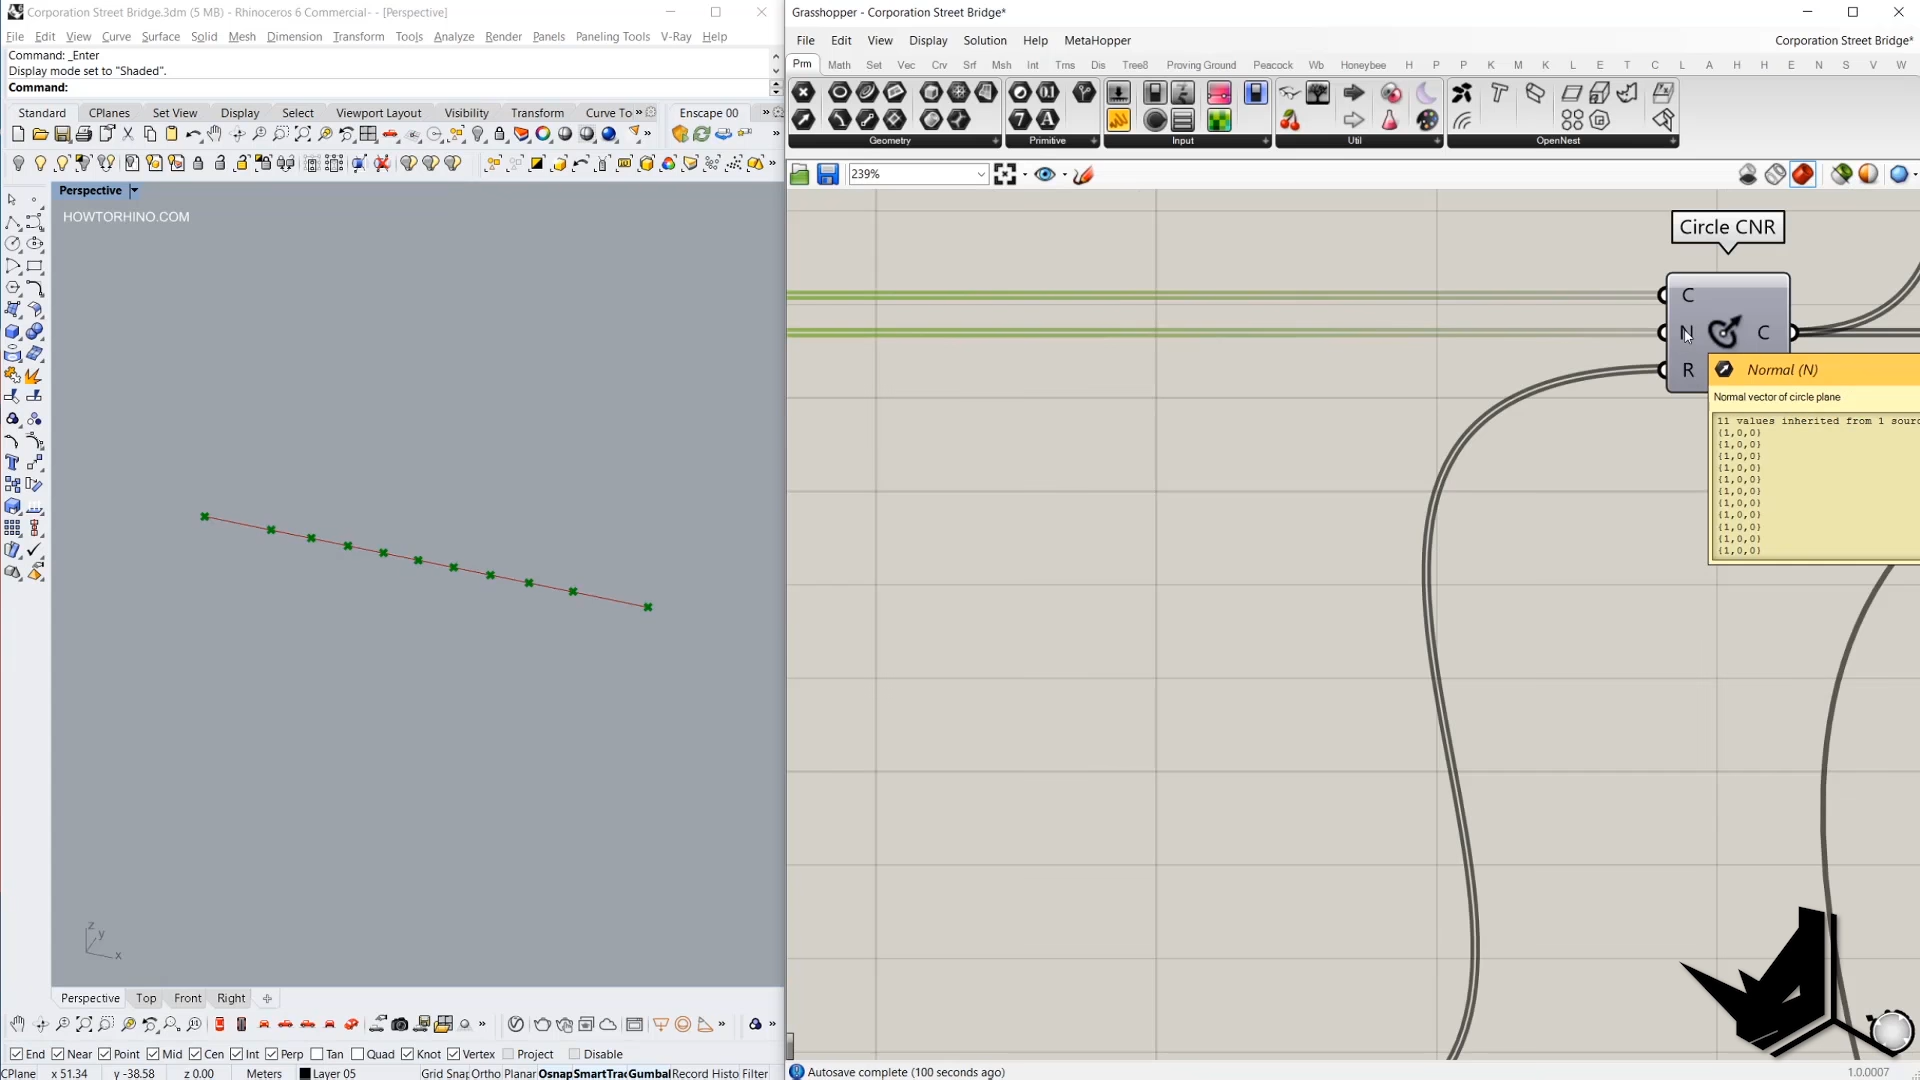 Corporation Street Bridge.3dm (5 MB) - Rhinoceros 6 Commercial- - [Perspective]
File Edit View Curve Surface Solid Mesh Dimension Transform Tools Analyze Render Panels Paneling Tools V-Ray Help
Command: _Enter
Display mode set to "Shaded".
Command:
Standard CPlanes Set View Display Select Viewport Layout Visibility Transform Curve To » Enscape 00 »
Perspective
HOWTORHINO.COM
z
y
x
Perspective Top Front Right
End Near Point Mid Cen Int Perp Tan Quad Knot Vertex Project Disable
CPlane x 51.34 y -38.58 z 0.00 Meters Layer 05 Grid Snap Ortho Planar Osnap SmartTrac Gumbal Record Histo Filter
Grasshopper - Corporation Street Bridge*
File Edit View Display Solution Help MetaHopper Corporation Street Bridge*
Prm Math Set Vec Crv Srf Msh Int Trns Dis Tree8 Proving Ground Peacock Wb Honeybee H P P K M K L E T C L A H H E N S V W
Geometry Primitive Input Util OpenNest
239%
Circle CNR
C
N C
R
Normal (N)
Normal vector of circle plane
11 values inherited from 1 sourc
{1,0,0}
{1,0,0}
{1,0,0}
{1,0,0}
{1,0,0}
{1,0,0}
{1,0,0}
{1,0,0}
{1,0,0}
{1,0,0}
{1,0,0}
Autosave complete (100 seconds ago) 1.0.0007